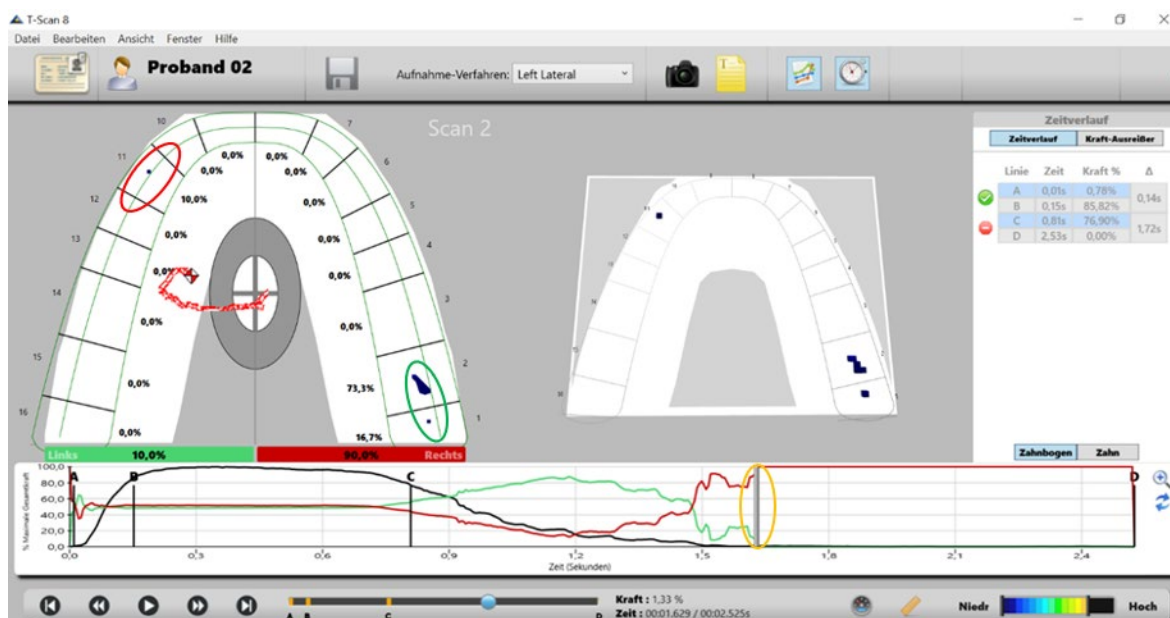 T-Scan 8
Datei Bearbeiten Ansicht Fenster Hilfe
Proband 02
Aufnahme-Verfahren: Left Lateral
Scan 2
10
7
11
6
12
5
13
4
14
3
15
2
16
1
0,0% 0,0%
0,0% 0,0%
10,0% 0,0%
0,0% 0,0%
0,0% 0,0%
0,0% 0,0%
0,0% 73,3%
0,0% 16,7%
Links 10,0% 90,0% Rechts
Zeitverlauf
Zeitverlauf Kraft-Ausreißer
Linie Zeit Kraft % Δ
A 0,01s 0,78% 0,14s
B 0,15s 85,82%
C 0,81s 76,90% 1,72s
D 2,53s 0,00%
Zahnbogen Zahn
% Maximale Gesamtkraft
100,0
80,0
60,0
40,0
20,0
0,0
A B C D
0,0 0,3 0,6 0,9 1,2 1,5 1,8 2,1 2,4
Zeit (Sekunden)
A B C D
Kraft : 1,33 %
Zeit : 00:01.629 / 00:02.525s
Niedr Hoch